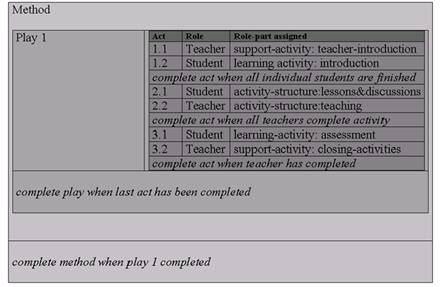 Method
Play 1
Act Role Role-part assigned
1.1 Teacher support-activity: teacher-introduction
1.2 Student learning activity: introduction
complete act when all individual students are finished
2.1 Student activity-structure:lessons&discussions
2.2 Teacher activity-structure:teaching
complete act when all teachers complete activity
3.1 Student learning-activity: assessment
3.2 Teacher support-activity: closing-activities
complete act when teacher has completed
complete play when last act has been completed
complete method when play 1 completed